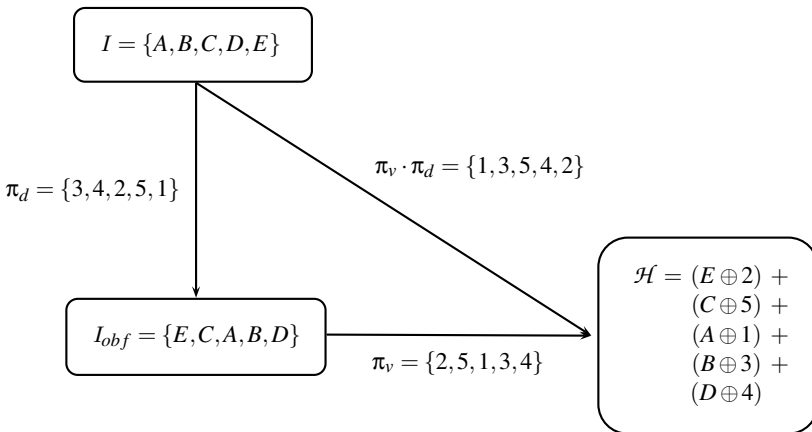 I = {A,B,C,D,E}
π_v · π_d = {1,3,5,4,2}
π_d = {3,4,2,5,1}
ℋ = (E⊕2) +
(C⊕5) +
(A⊕1) +
(B⊕3) +
(D⊕4)
I_obf = {E,C,A,B,D}
π_v = {2,5,1,3,4}